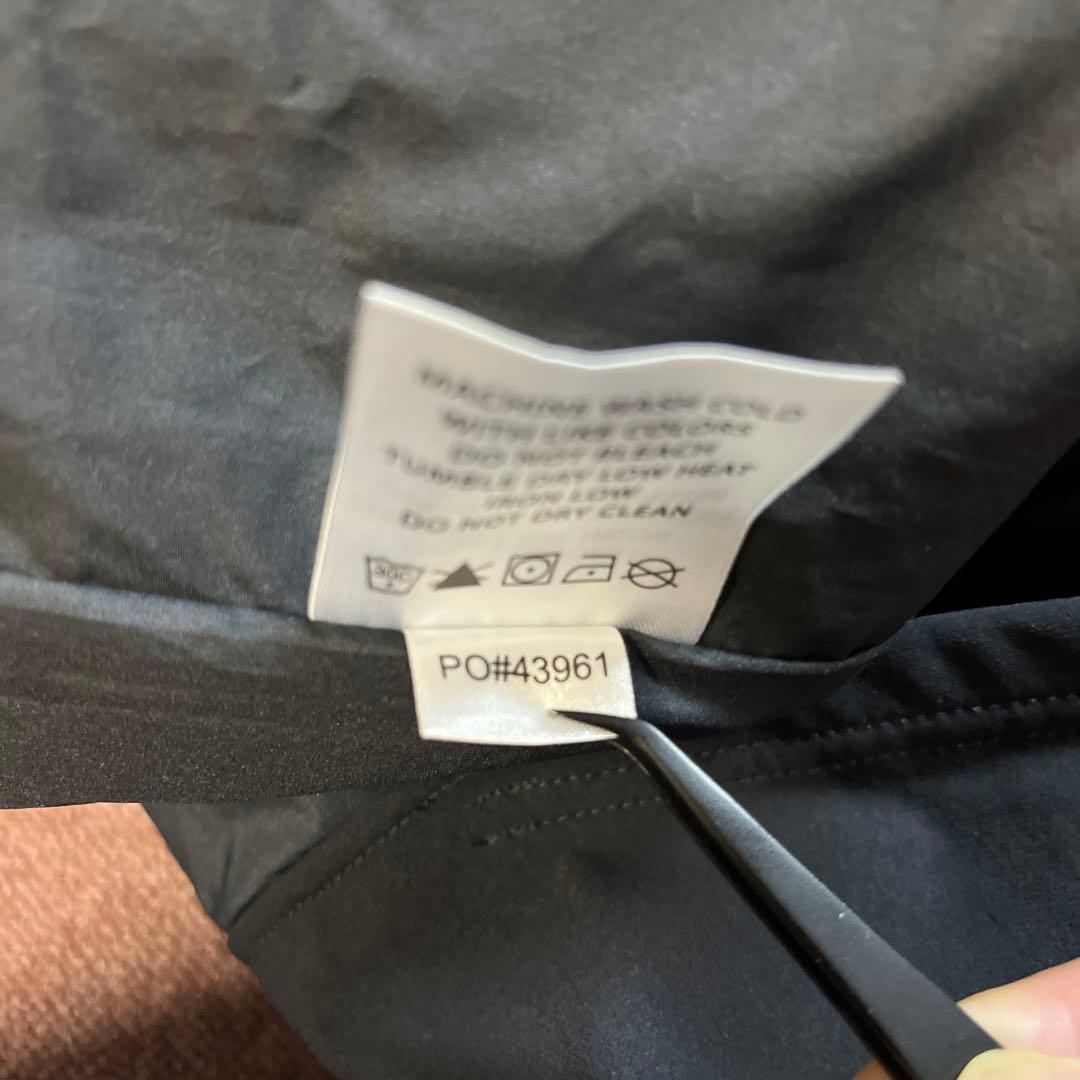 MACHINE WASH COLD
WITH LIKE COLORS
DO NOT BLEACH
TUMBLE DRY LOW HEAT
IRON LOW
DO NOT DRY CLEAN
30C
PO#43961